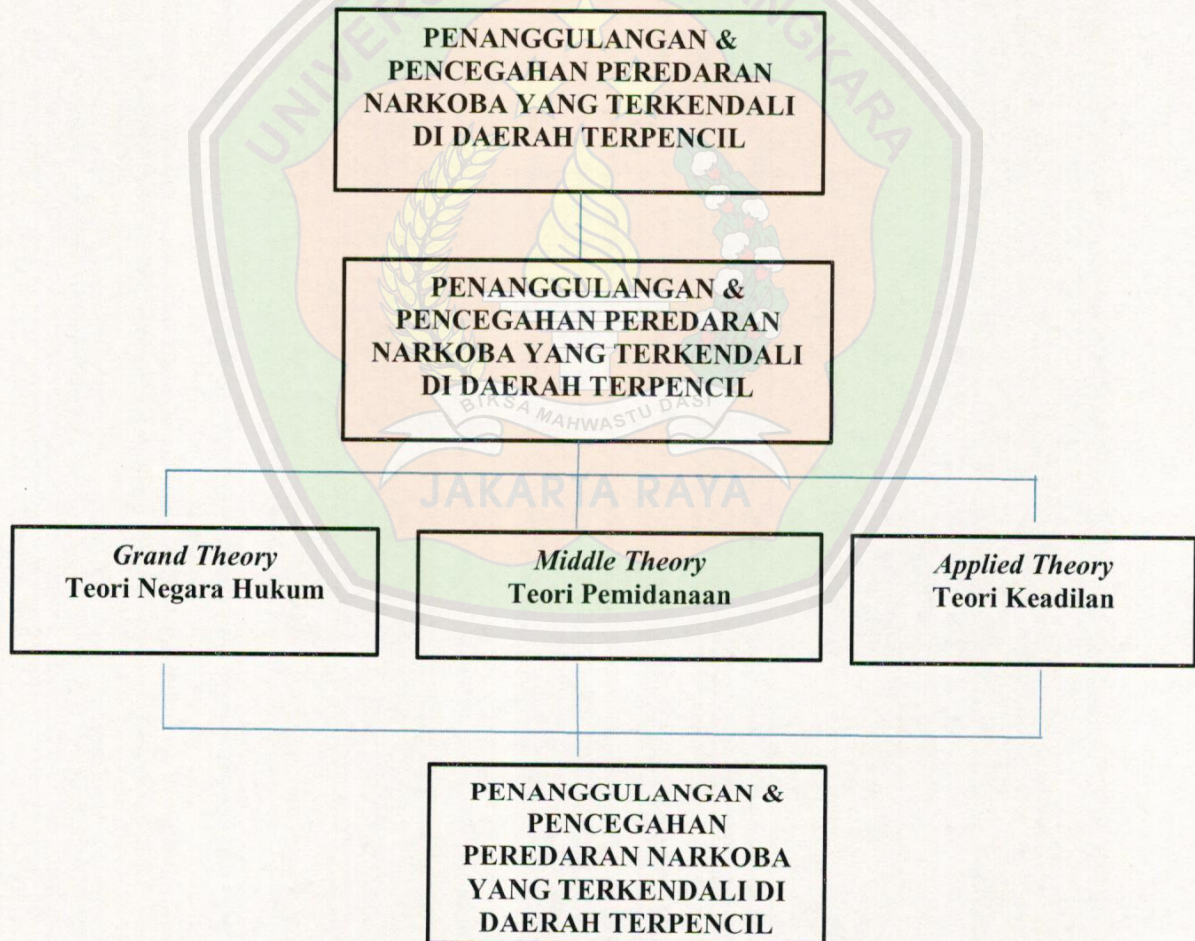 PENANGGULANGAN &
PENCEGAHAN PEREDARAN
NARKOBA YANG TERKENDALI
DI DAERAH TERPENCIL
PENANGGULANGAN &
PENCEGAHAN PEREDARAN
NARKOBA YANG TERKENDALI
DI DAERAH TERPENCIL
BIKSA MAHWASTU DASI
JAKARTA RAYA
Grand Theory
Teori Negara Hukum
Middle Theory
Teori Pemidanaan
Applied Theory
Teori Keadilan
PENANGGULANGAN &
PENCEGAHAN
PEREDARAN NARKOBA
YANG TERKENDALI DI
DAERAH TERPENCIL